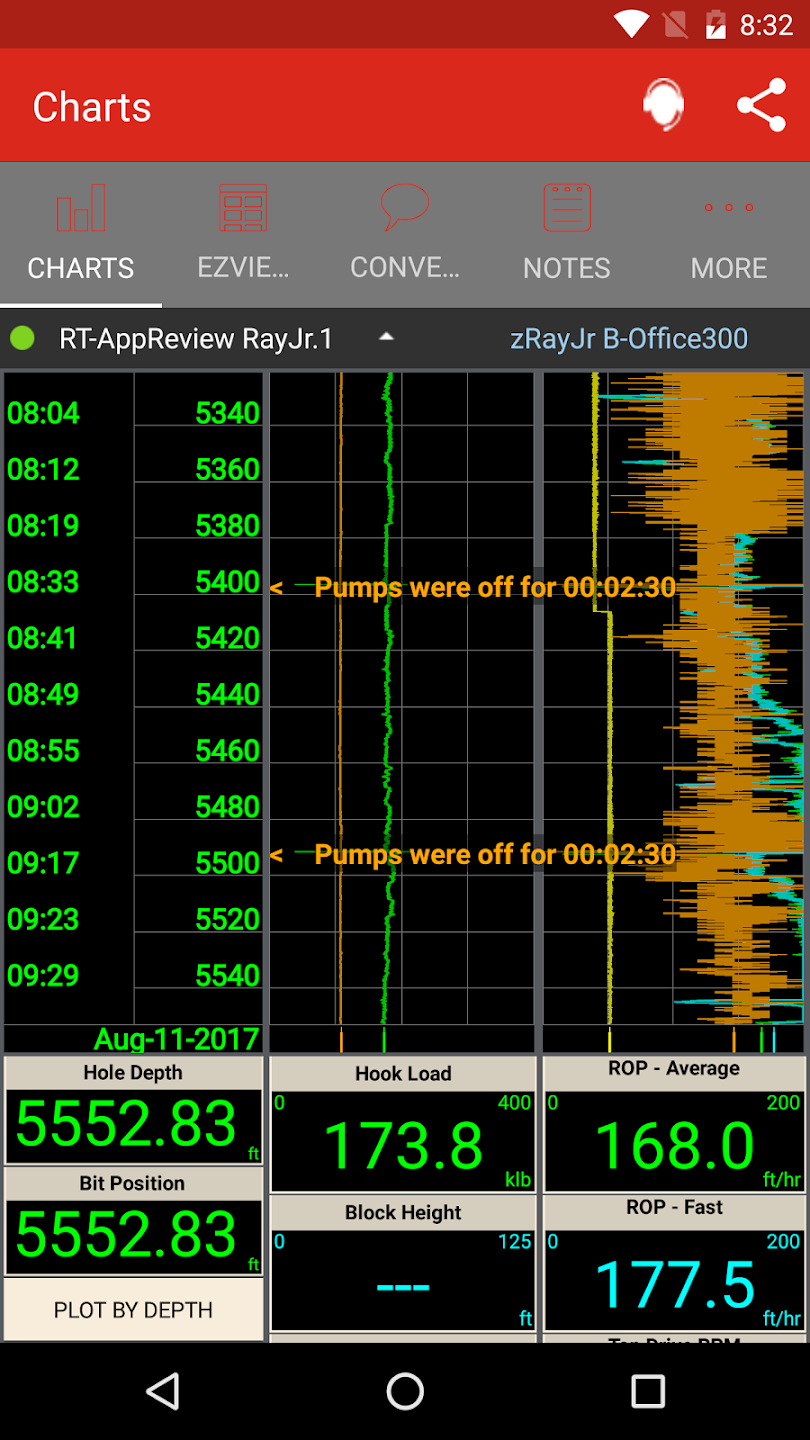 8:32
Charts
CHARTS
EZVIE...
CONVE...
NOTES
MORE
RT-AppReview RayJr.1
zRayJr B-Office300
08:04 5340
08:12 5360
08:19 5380
08:33 5400
< Pumps were off for 00:02:30
08:41 5420
08:49 5440
08:55 5460
09:02 5480
09:17 5500
< Pumps were off for 00:02:30
09:23 5520
09:29 5540
Aug-11-2017
Hole Depth
5552.83
ft
Bit Position
5552.83
ft
PLOT BY DEPTH
Hook Load
0 400
173.8
klb
Block Height
0 125
---
ft
ROP - Average
0 200
168.0
ft/hr
ROP - Fast
0 200
177.5
ft/hr